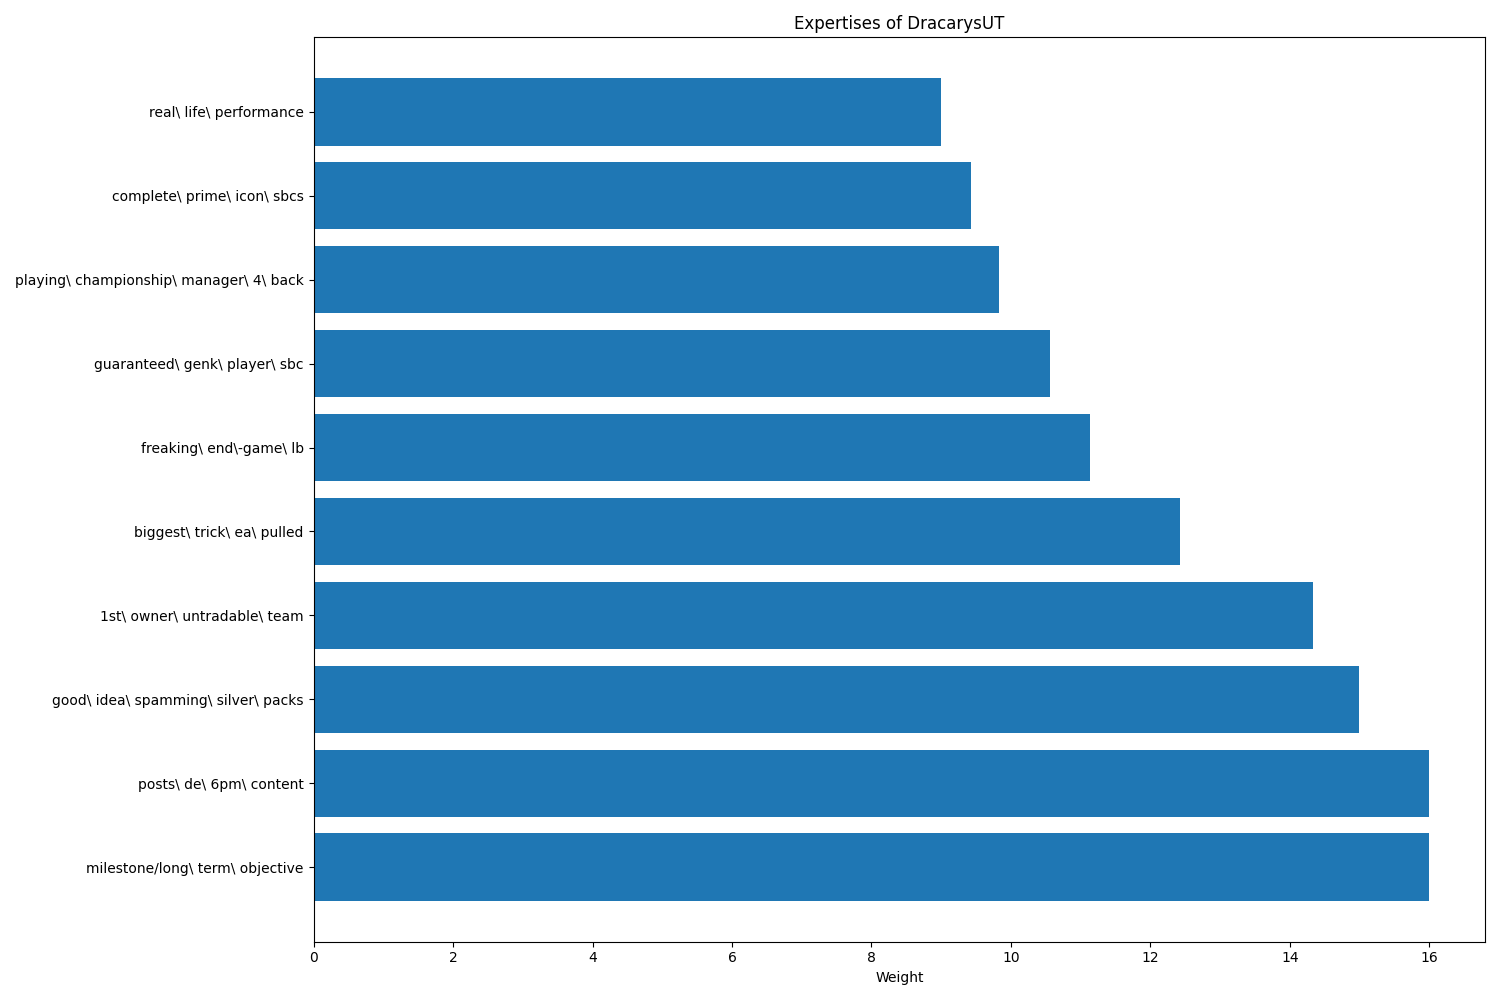 Expertises of DracarysUT
real\ life\ performance
complete\ prime\ icon\ sbcs
playing\ championship\ manager\ 4\ back
guaranteed\ genk\ player\ sbc
freaking\ end\-game\ lb
biggest\ trick\ ea\ pulled
1st\ owner\ untradable\ team
good\ idea\ spamming\ silver\ packs
posts\ de\ 6pm\ content
milestone/long\ term\ objective
0 2 4 6 8 10 12 14 16
Weight